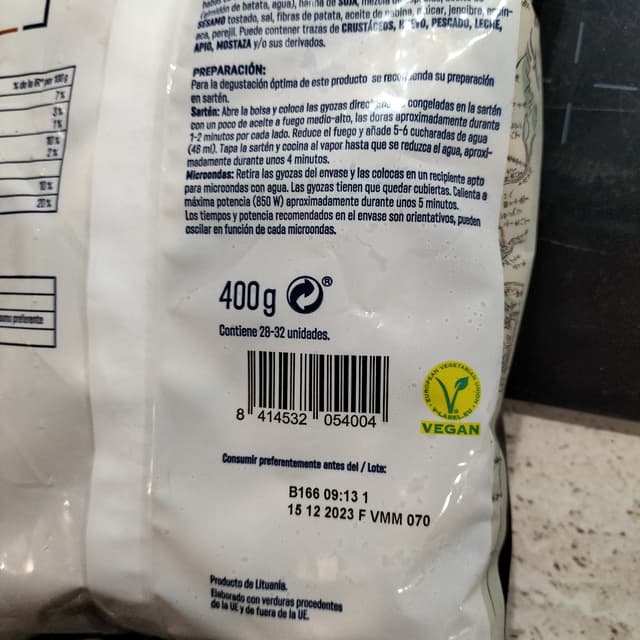 % de la IR* per 100 g
7%
3%
1%
10%
2%
10%
20%
de batata, agua), harina de SOJA,
SÉSAMO tostado, sal, fibras de patata, aceite de azúcar, jengibre,
perejil. Puede contener trazas de CRUSTÁCEOS, HUEVO, PESCADO, LECHE,
APIO, MOSTAZA y/o sus derivados.
PREPARACIÓN:
Para la degustación óptima de este producto se recomienda su preparación
en sartén.
Sartén: Abre la bolsa y coloca las gyozas congeladas en la sartén
con un poco de aceite a fuego medio-alto, las doras aproximadamente durante
1-2 minutos por cada lado. Reduce el fuego y añade 5-6 cucharadas de agua
(48 ml). Tapa la sartén y cocina al vapor hasta que se reduzca el agua, aproxi-
madamente durante unos 4 minutos.
Microondas: Retira las gyozas del envase y las colocas en un recipiente apto
para microondas con agua. Las gyozas tienen que quedar cubiertas. Calienta a
máxima potencia (850 W) aproximadamente durante unos 5 minutos.
Los tiempos y potencia recomendados en el envase son orientativos, pueden
oscilar en función de cada microondas.
400 g ®
Contiene 28-32 unidades.
8 414532 054004
EUROPEAN VEGETARIAN UNION
V-LABEL.EU
VEGAN
Consumir preferentemente antes del / Lote:
B166 09:13 1
15 12 2023 F VMM 070
Producto de Lituania.
Elaborado con verduras procedentes
de la UE y de fuera de la UE.